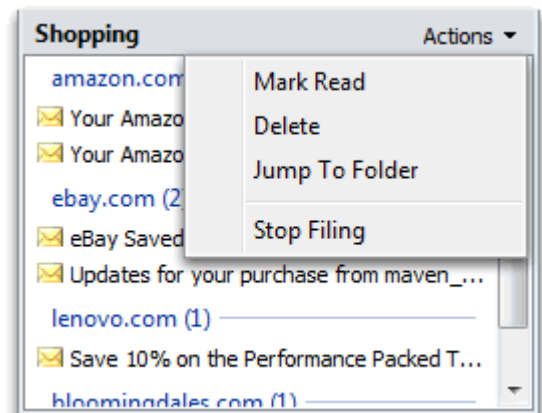 Shopping Actions
amazon.com
Mark Read
Your Amazo
Delete
Your Amazo
Jump To Folder
ebay.com (2)
Stop Filing
eBay Saved
Updates for your purchase from maven_...
lenovo.com (1)
Save 10% on the Performance Packed T...
bloomingdales.com (1)